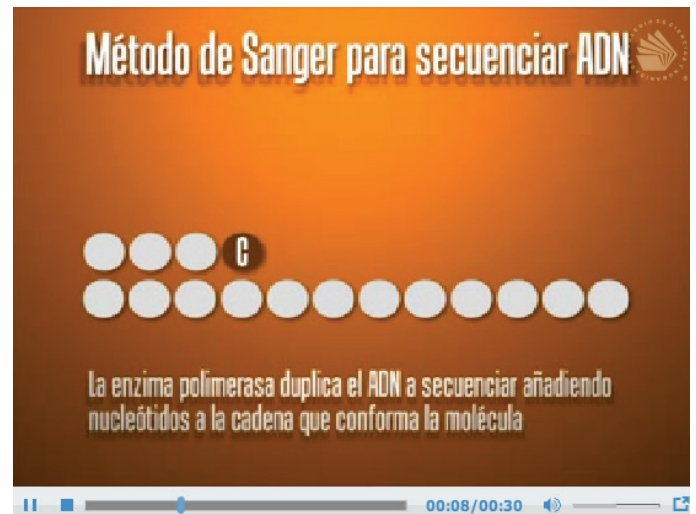 Método de Sanger para secuenciar ADN
C
La enzima polimerasa duplica el ADN a secuenciar añadiendo
nucleótidos a la cadena que conforma la molécula
00:08/00:30